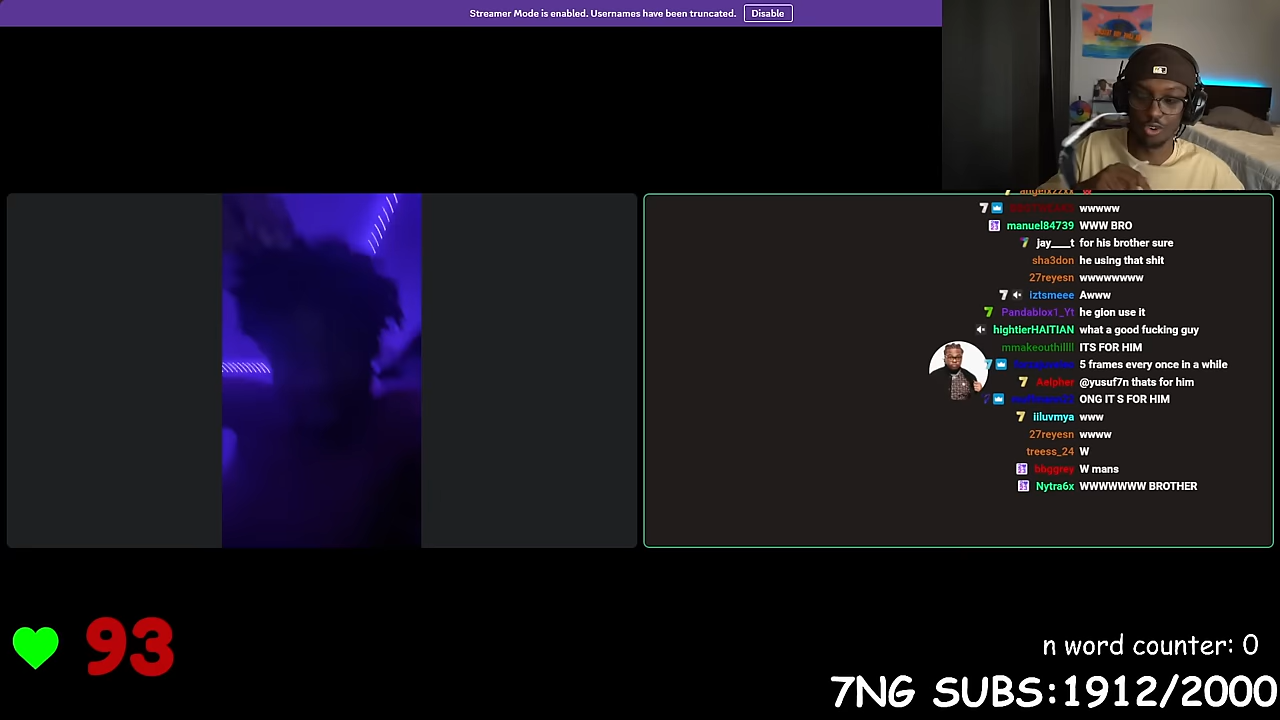 Streamer Mode is enabled. Usernames have been truncated. Disable
wwwww
manuel84739 WWW BRO
jay___t for his brother sure
sha3don he using that shit
27reyesn wwwwwwww
iztsmeee Awww
Pandablox1_Yt he gion use it
hightierHAITIAN what a good fucking guy
mmakeouthillll ITS FOR HIM
5 frames every once in a while
Aeipher @yusuf7n thats for him
ONG IT S FOR HIM
iiluvmya www
27reyesn wwww
treess_24 W
bhggrey W mans
Nytra6x WWWWWWW BROTHER
93
n word counter: 0
7NG SUBS:1912/2000